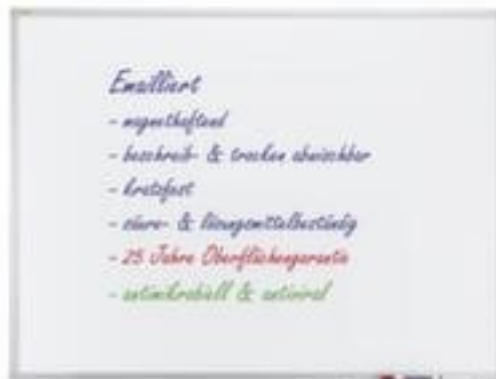 Emailliert
- magnethaftend
- beschreib- & trocken abwischbar
- kratzfest
- säure- & lösungsmittelbeständig
- 25 Jahre Oberflächengarantie
- antimikrobiell & antiviral